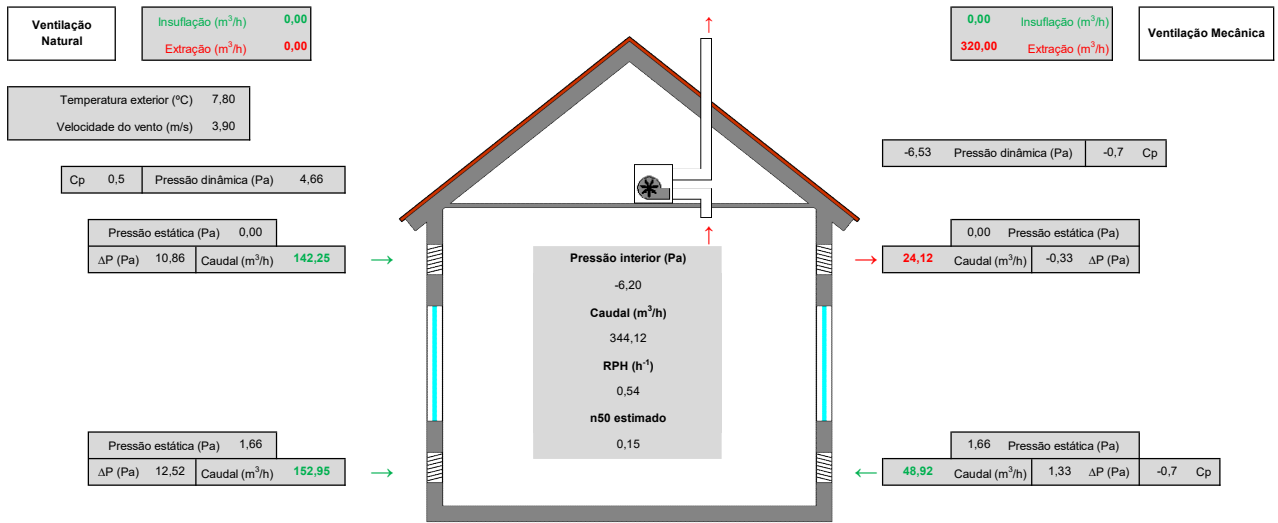 Ventilação
Natural
Insuflação (m³/h) 0,00
Extração (m³/h) 0,00
0,00 Insuflação (m³/h)
320,00 Extração (m³/h)
Ventilação Mecânica
Temperatura exterior (ºC) 7,80
Velocidade do vento (m/s) 3,90
-6,53 Pressão dinâmica (Pa) -0,7 Cp
Cp 0,5 Pressão dinâmica (Pa) 4,66
Pressão estática (Pa) 0,00
ΔP (Pa) 10,86 Caudal (m³/h) 142,25
0,00 Pressão estática (Pa)
24,12 Caudal (m³/h) -0,33 ΔP (Pa)
Pressão interior (Pa)
-6,20
Caudal (m³/h)
344,12
RPH (h⁻¹)
0,54
n50 estimado
0,15
Pressão estática (Pa) 1,66
ΔP (Pa) 12,52 Caudal (m³/h) 152,95
1,66 Pressão estática (Pa)
48,92 Caudal (m³/h) 1,33 ΔP (Pa) -0,7 Cp